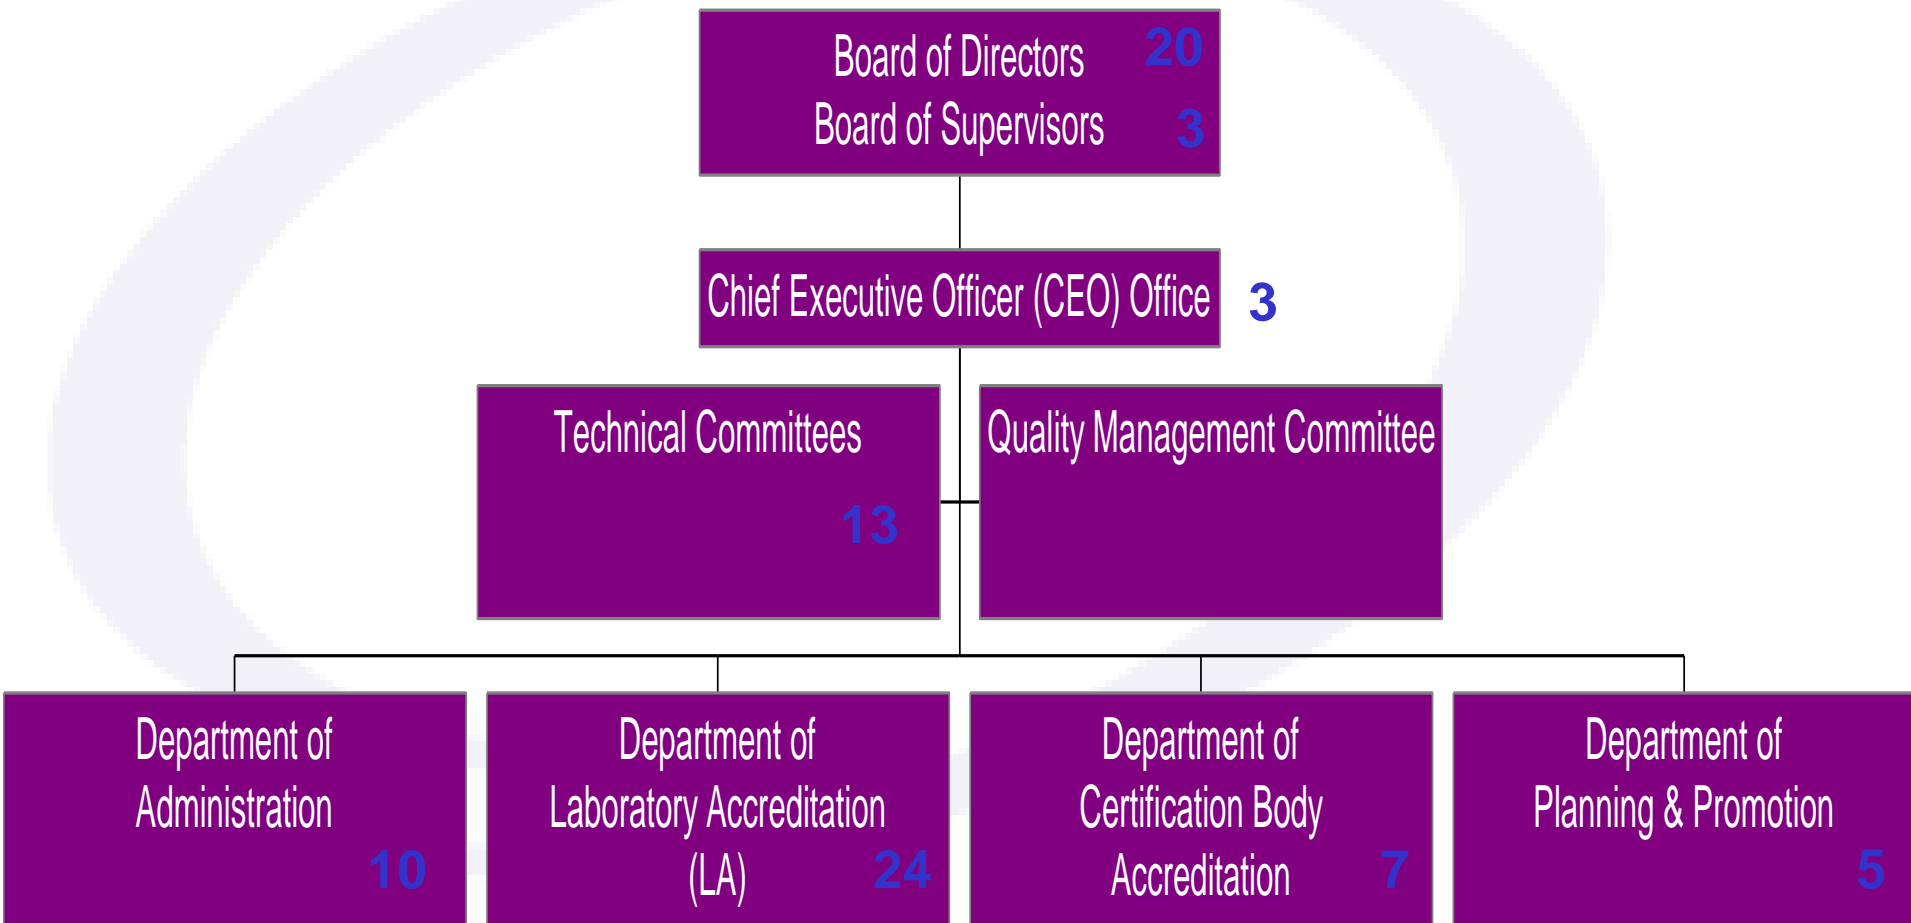 Board of Directors 20
Board of Supervisors 3
Chief Executive Officer (CEO) Office 3
Technical Committees
13
Quality Management Committee
Department of
Administration
10
Department of
Laboratory Accreditation
(LA) 24
Department of
Certification Body
Accreditation 7
Department of
Planning & Promotion
5